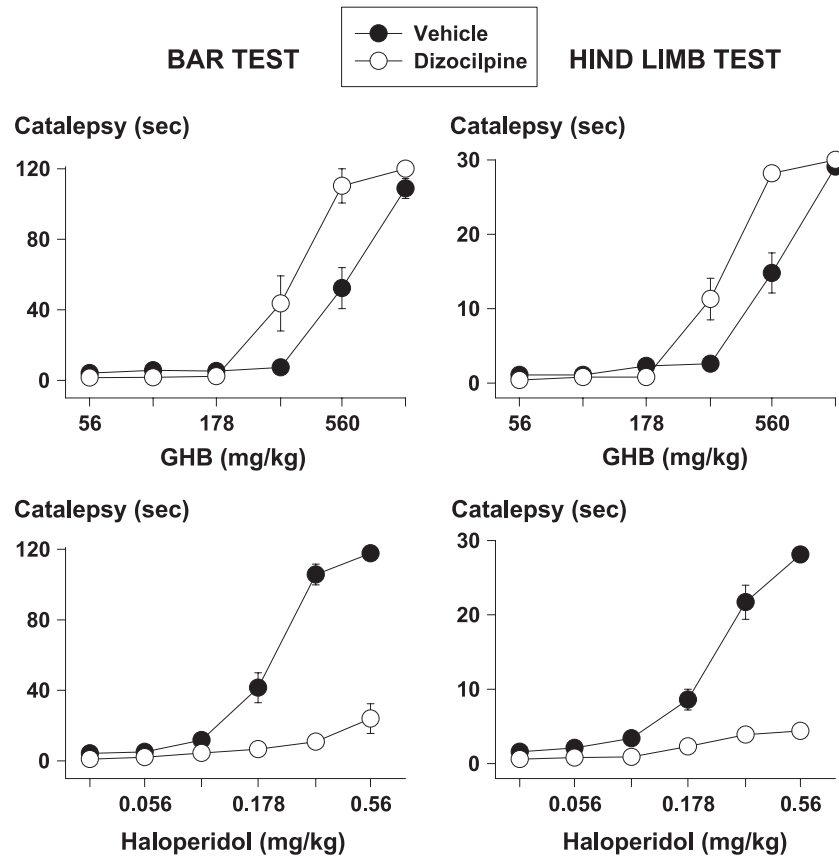 BAR TEST
Vehicle
Dizocilpine
HIND LIMB TEST
Catalepsy (sec)
120
80
40
0
56 178 560
GHB (mg/kg)
Catalepsy (sec)
30
20
10
0
56 178 560
GHB (mg/kg)
Catalepsy (sec)
120
80
40
0
0.056 0.178 0.56
Haloperidol (mg/kg)
Catalepsy (sec)
30
20
10
0
0.056 0.178 0.56
Haloperidol (mg/kg)